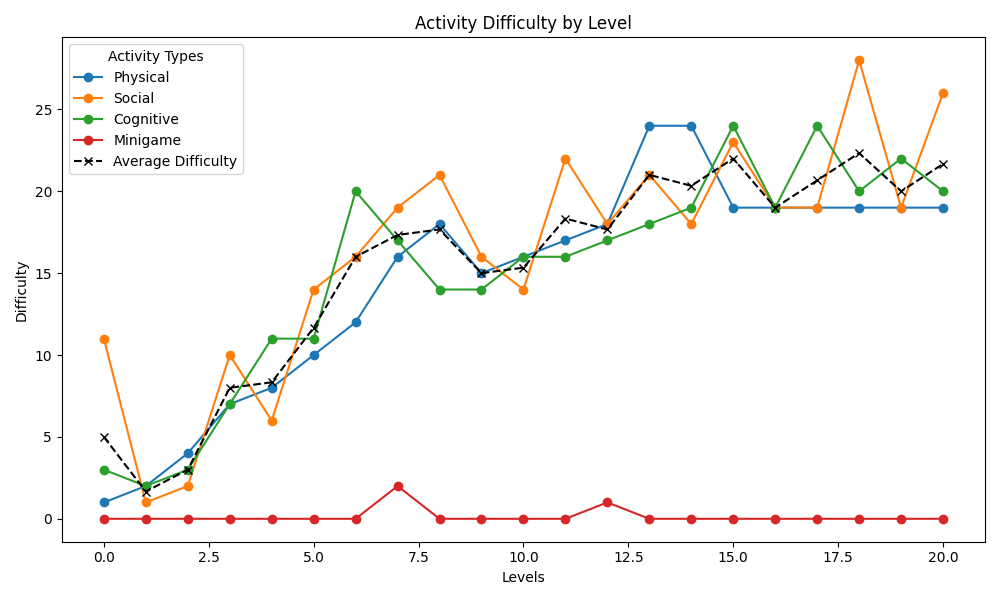 Activity Difficulty by Level
Activity Types
Physical
Social
Cognitive
Minigame
Average Difficulty
Difficulty
25
20
15
10
5
0
0.0 2.5 5.0 7.5 10.0 12.5 15.0 17.5 20.0
Levels